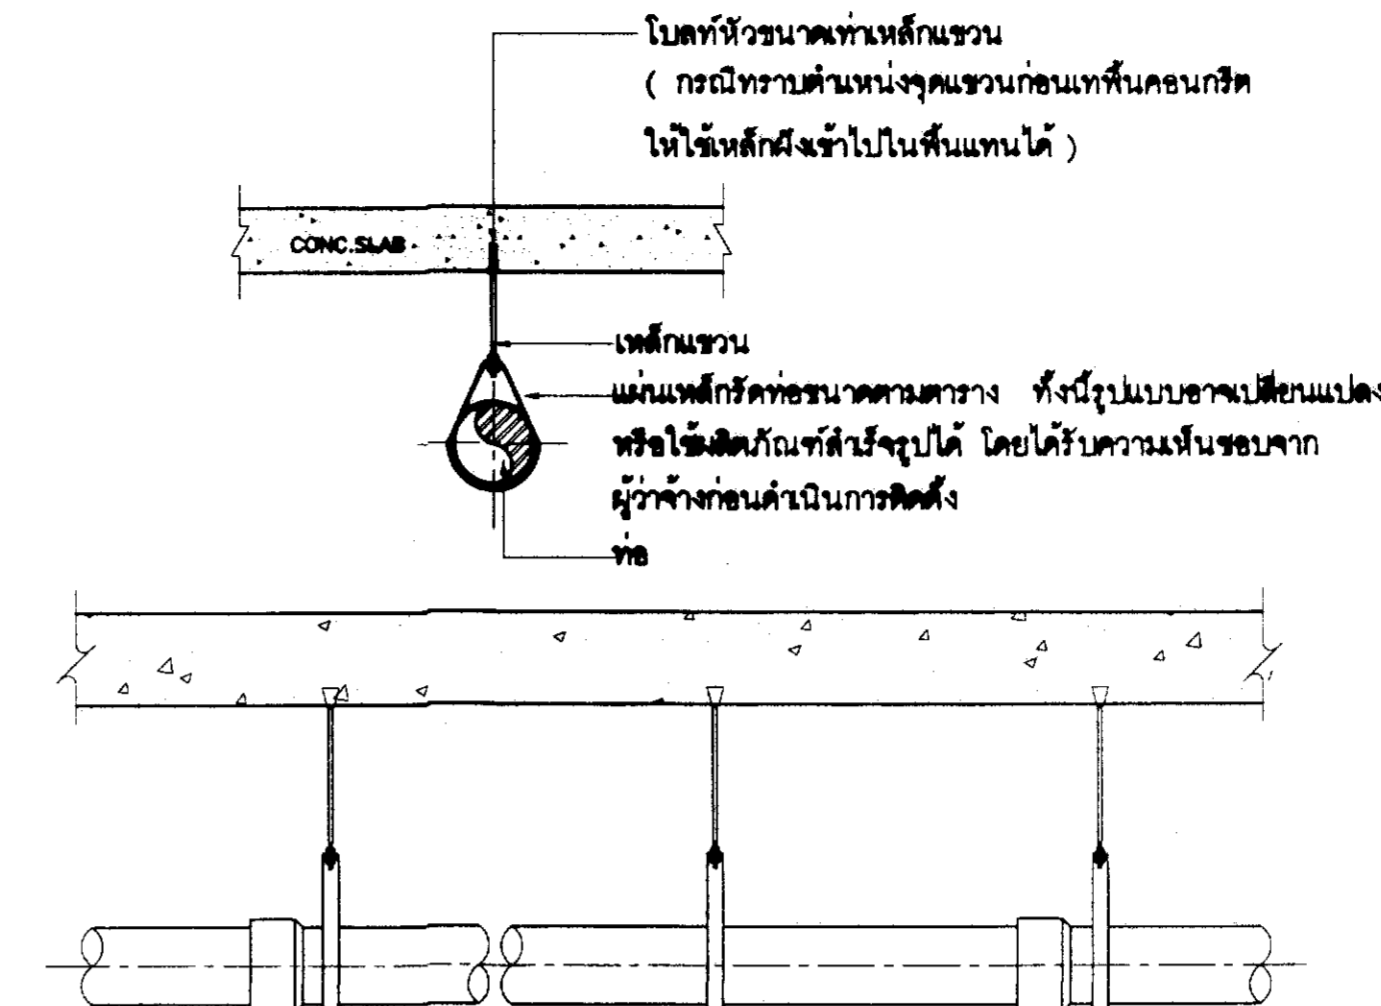 โบลท์หัวขนาดเท่าเหล็กแขวน
( กรณีทราบตำแหน่งจุดแขวนก่อนเทพื้นคอนกรีต
ให้ใช้เหล็กฝังเข้าไปในพื้นแทนได้ )
CONC.SLAB
เหล็กแขวน
แผ่นเหล็กรัดท่อขนาดตามตาราง ทั้งนี้รูปแบบอาจเปลี่ยนแปลง
หรือใช้ผลิตภัณฑ์สำเร็จรูปได้ โดยได้รับความเห็นชอบจาก
ผู้ว่าจ้างก่อนดำเนินการติดตั้ง
ท่อ